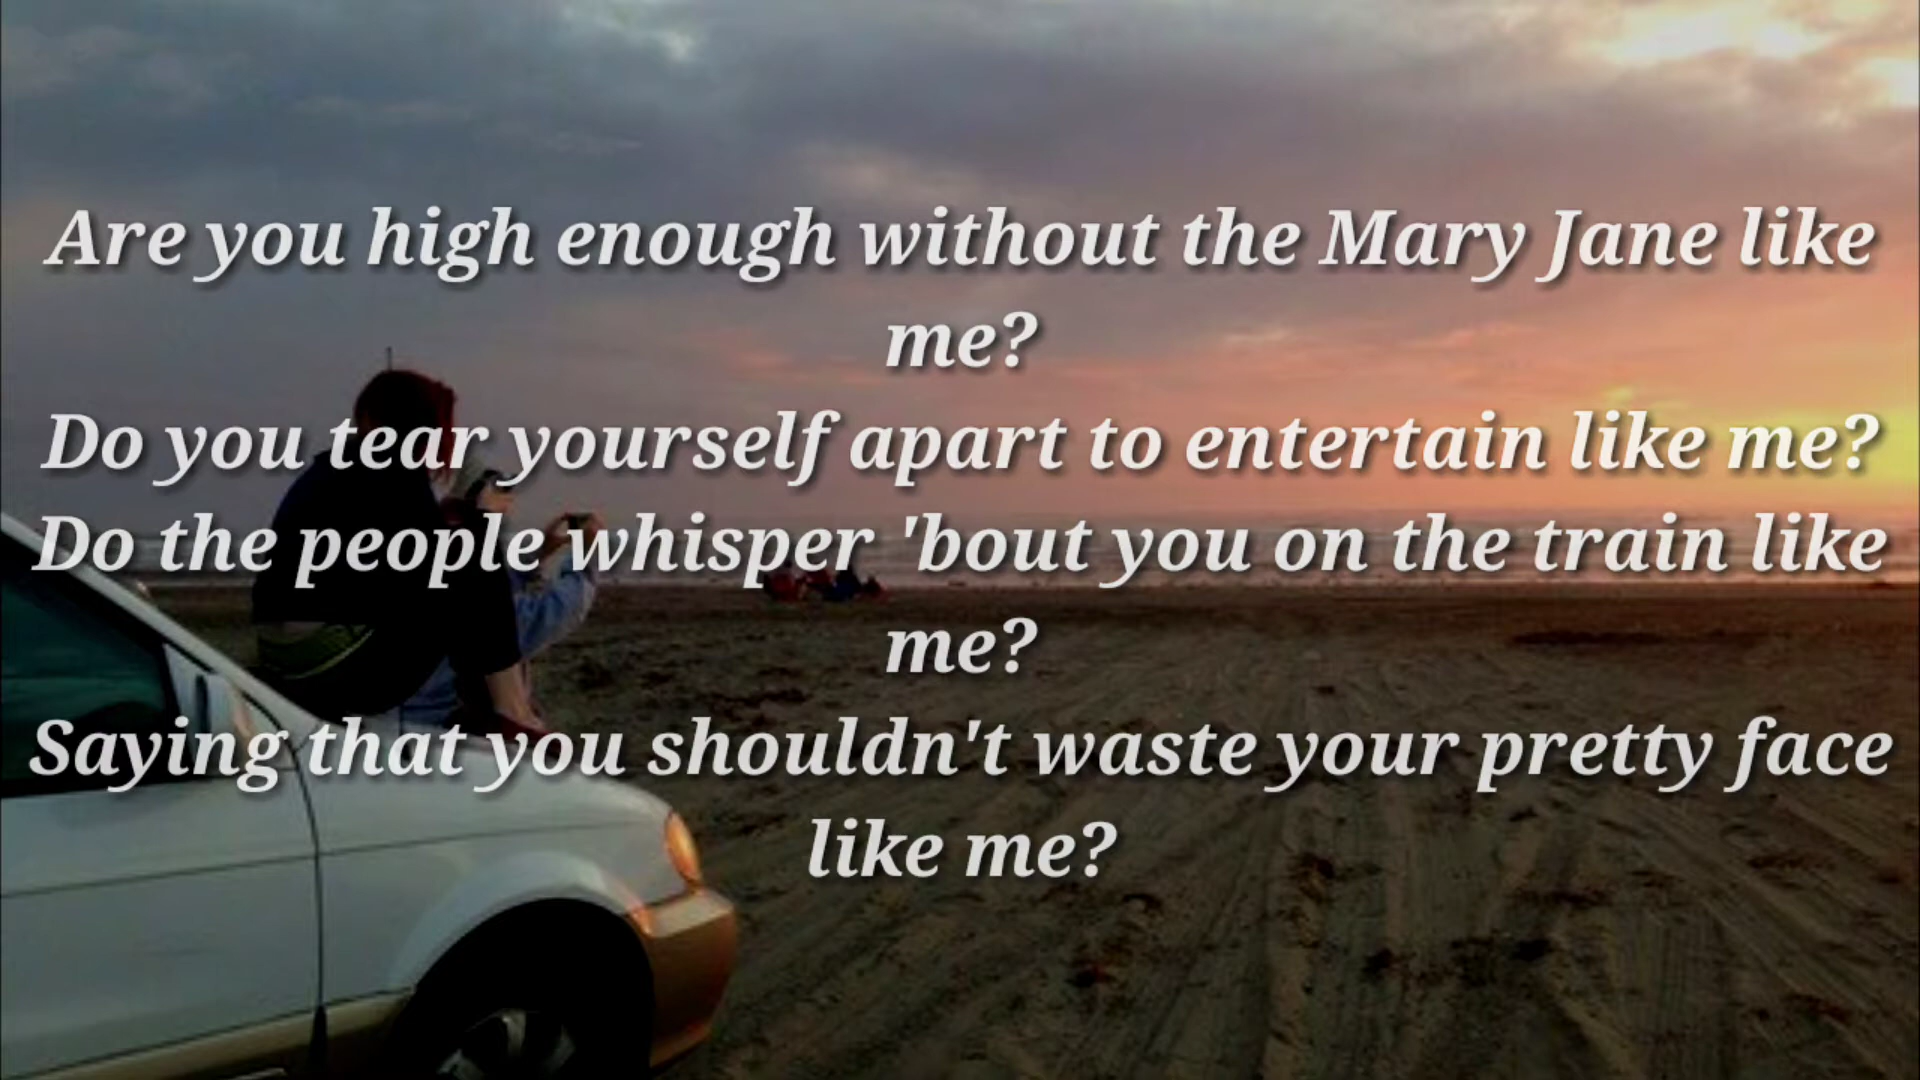 Are you high enough without the Mary Jane like
me?
Do you tear yourself apart to entertain like me?
Do the people whisper 'bout you on the train like
me?
Saying that you shouldn't waste your pretty face
like me?